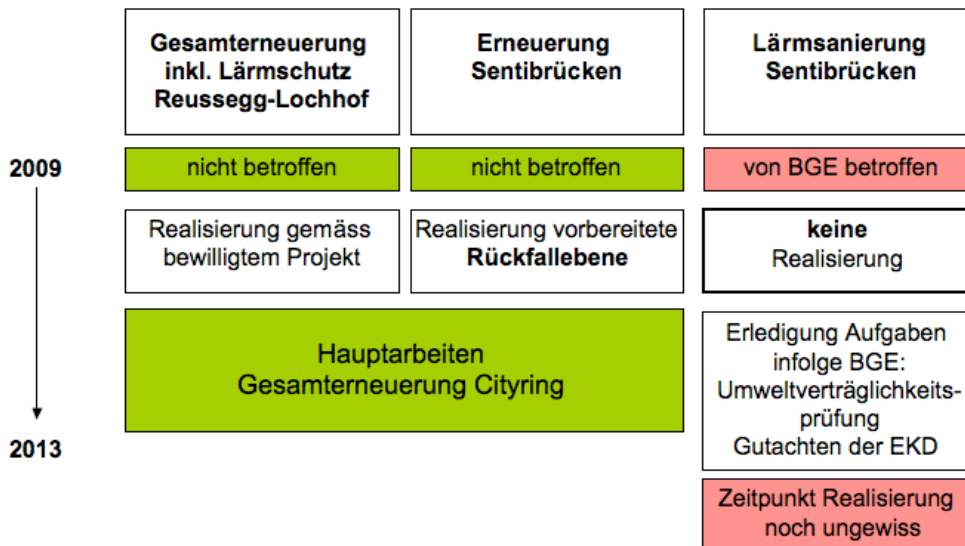 Gesamterneuerung
inkl. Lärmschutz
Reussegg-Lochhof
Erneuerung
Sentibrücken
Lärmsanierung
Sentibrücken
2009
nicht betroffen
nicht betroffen
von BGE betroffen
Realisierung gemäss
bewilligtem Projekt
Realisierung vorbereitete
Rückfallebene
keine
Realisierung
Hauptarbeiten
Gesamterneuerung Cityring
Erledigung Aufgaben
infolge BGE:
Umweltverträglichkeits-
prüfung
Gutachten der EKD
2013
Zeitpunkt Realisierung
noch ungewiss